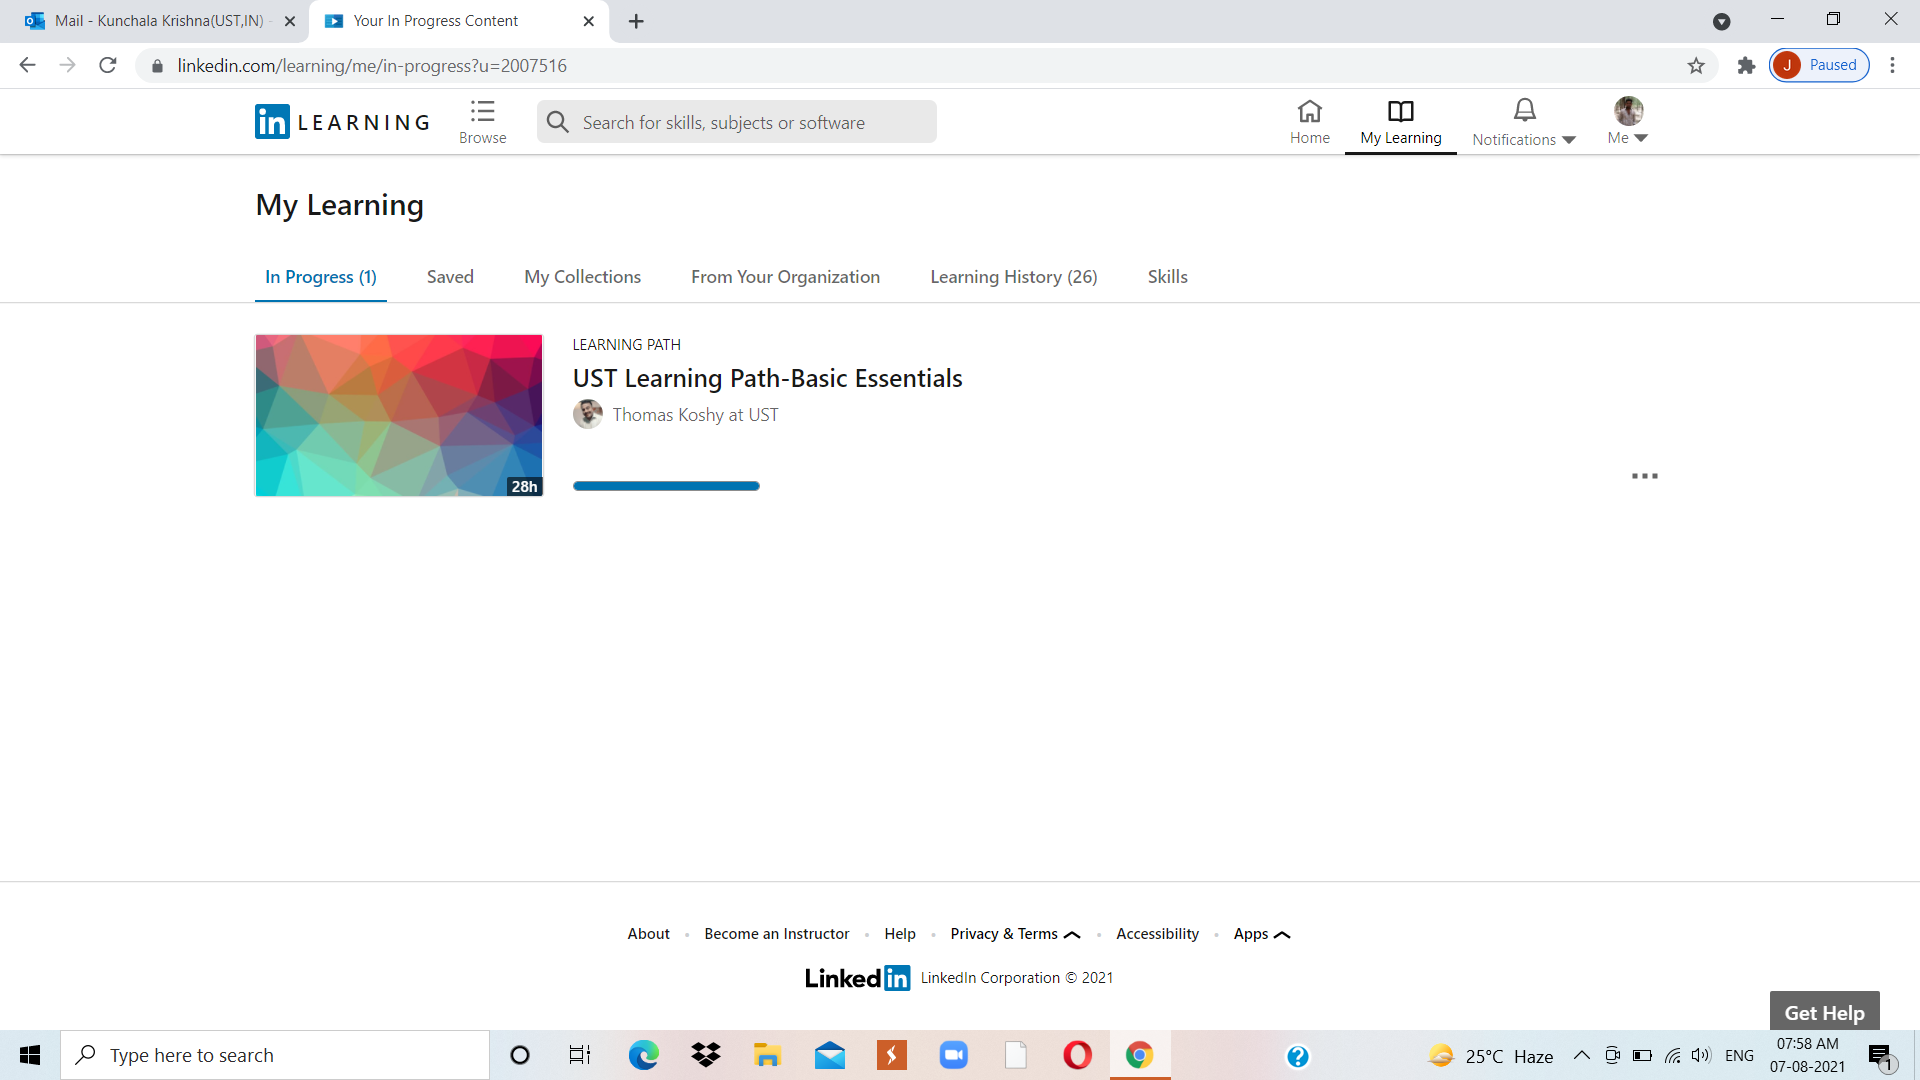 Mail - Kunchala Krishna(UST,IN) -
Your In Progress Content
linkedin.com/learning/me/in-progress?u=2007516
J
Paused
in LEARNING
Browse
Search for skills, subjects or software
Home
My Learning
Notifications
Me
My Learning
In Progress (1)
Saved
My Collections
From Your Organization
Learning History (26)
Skills
28h
LEARNING PATH
UST Learning Path-Basic Essentials
Thomas Koshy at UST
About
Become an Instructor
Help
Privacy & Terms
Accessibility
Apps
Linked in
LinkedIn Corporation © 2021
Get Help
Type here to search
25°C Haze
ENG
07:58 AM
07-08-2021
1